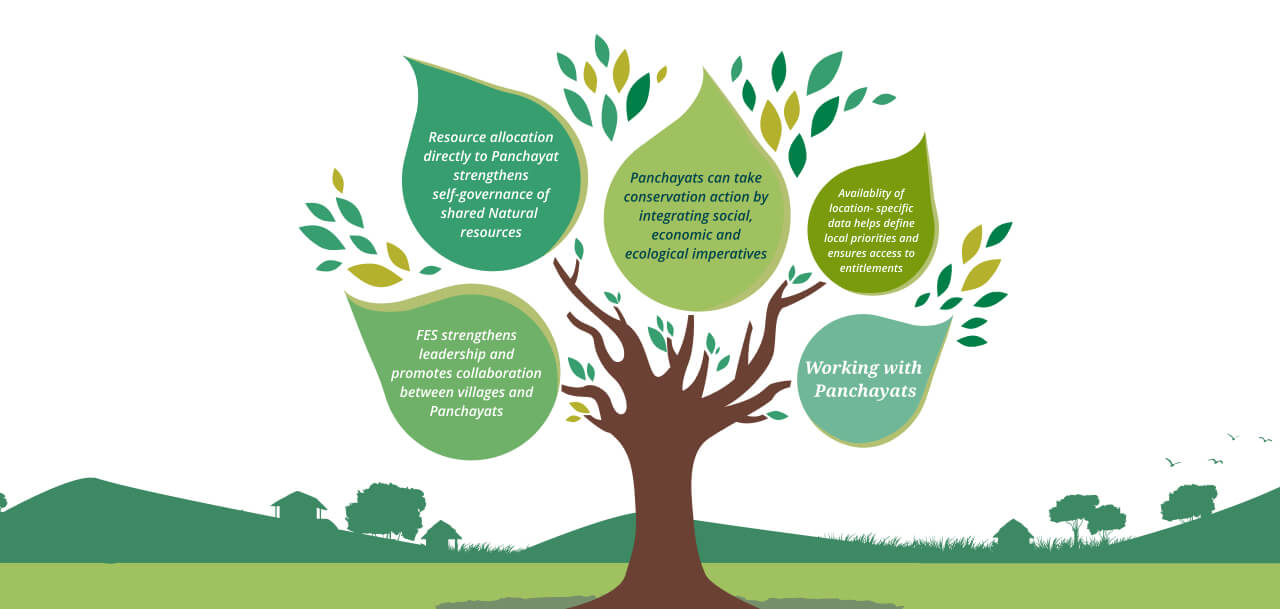 Resource allocation
directly to Panchayat
strengthens
self-governance of
shared Natural
resources
Panchayats can take
conservation action by
integrating social,
economic and
ecological imperatives
Availablity of
location- specific
data helps define
local priorities and
ensures access to
entitlements
FES strengthens
leadership and
promotes collaboration
between villages and
Panchayats
Working with
Panchayats